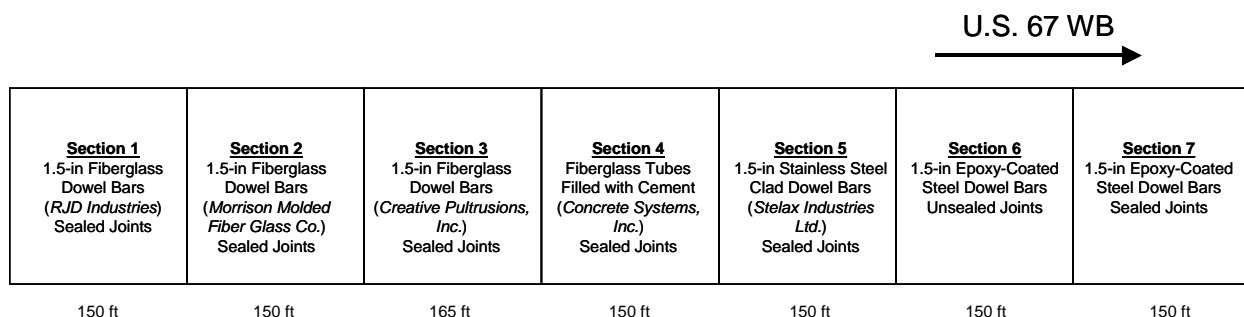 U.S. 67 WB
Section 1
1.5-in Fiberglass
Dowel Bars
(RJD Industries)
Sealed Joints
Section 2
1.5-in Fiberglass
Dowel Bars
(Morrison Molded
Fiber Glass Co.)
Sealed Joints
Section 3
1.5-in Fiberglass
Dowel Bars
(Creative Pultrusions,
Inc.)
Sealed Joints
Section 4
Fiberglass Tubes
Filled with Cement
(Concrete Systems,
Inc.)
Sealed Joints
Section 5
1.5-in Stainless Steel
Clad Dowel Bars
(Stelax Industries
Ltd.)
Sealed Joints
Section 6
1.5-in Epoxy-Coated
Steel Dowel Bars
Unsealed Joints
Section 7
1.5-in Epoxy-Coated
Steel Dowel Bars
Sealed Joints
150 ft
150 ft
165 ft
150 ft
150 ft
150 ft
150 ft